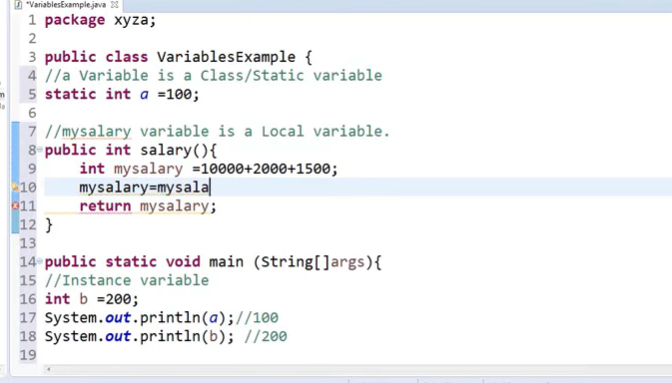 *VariablesExample.java
1 package xyza;
2
3 public class VariablesExample {
4 //a Variable is a Class/Static variable
5 static int a =100;
6
7 //mysalary variable is a Local variable.
8 public int salary(){
9 int mysalary =10000+2000+1500;
10 mysalary=mysala
11 return mysalary;
12 }
13
14 public static void main (String[]args){
15 //Instance variable
16 int b =200;
17 System.out.println(a);//100
18 System.out.println(b); //200
19